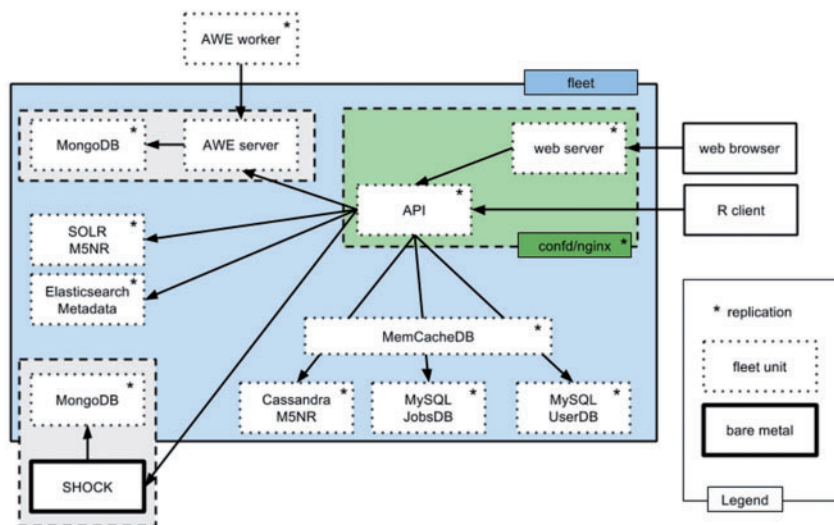 AWE worker *
fleet
MongoDB *
AWE server
web server *
web browser
API *
R client
SOLR *
M5NR
confd/nginx *
Elasticsearch *
Metadata
* replication
MemCacheDB *
fleet unit
MongoDB *
Cassandra *
M5NR
MySQL *
JobsDB
MySQL *
UserDB
bare metal
SHOCK
Legend